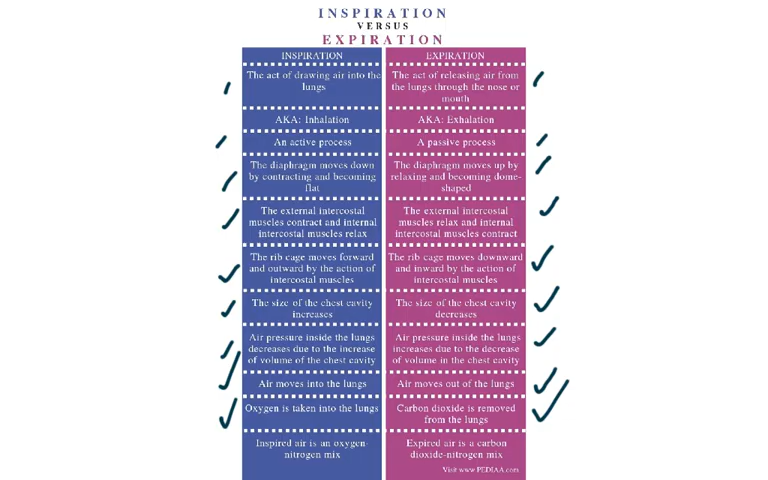 INSPIRATION
VERSUS
EXPIRATION
INSPIRATION
EXPIRATION
The act of drawing air into the
lungs
The act of releasing air from
the lungs through the nose or
mouth
AKA: Inhalation
AKA: Exhalation
An active process
A passive process
The diaphragm moves down
by contracting and becoming
flat
The diaphragm moves up by
relaxing and becoming dome-
shaped
The external intercostal
muscles contract and internal
intercostal muscles relax
The external intercostal
muscles relax and internal
intercostal muscles contract
The rib cage moves forward
and outward by the action of
intercostal muscles
The rib cage moves downward
and inward by the action of
intercostal muscles
The size of the chest cavity
increases
The size of the chest cavity
decreases
Air pressure inside the lungs
decreases due to the increase
of volume of the chest cavity
Air pressure inside the lungs
increases due to the decrease
of volume in the chest cavity
Air moves into the lungs
Air moves out of the lungs
Oxygen is taken into the lungs
Carbon dioxide is removed
from the lungs
Inspired air is an oxygen-
nitrogen mix
Expired air is a carbon
dioxide-nitrogen mix
Visit www.PEDIAA.com